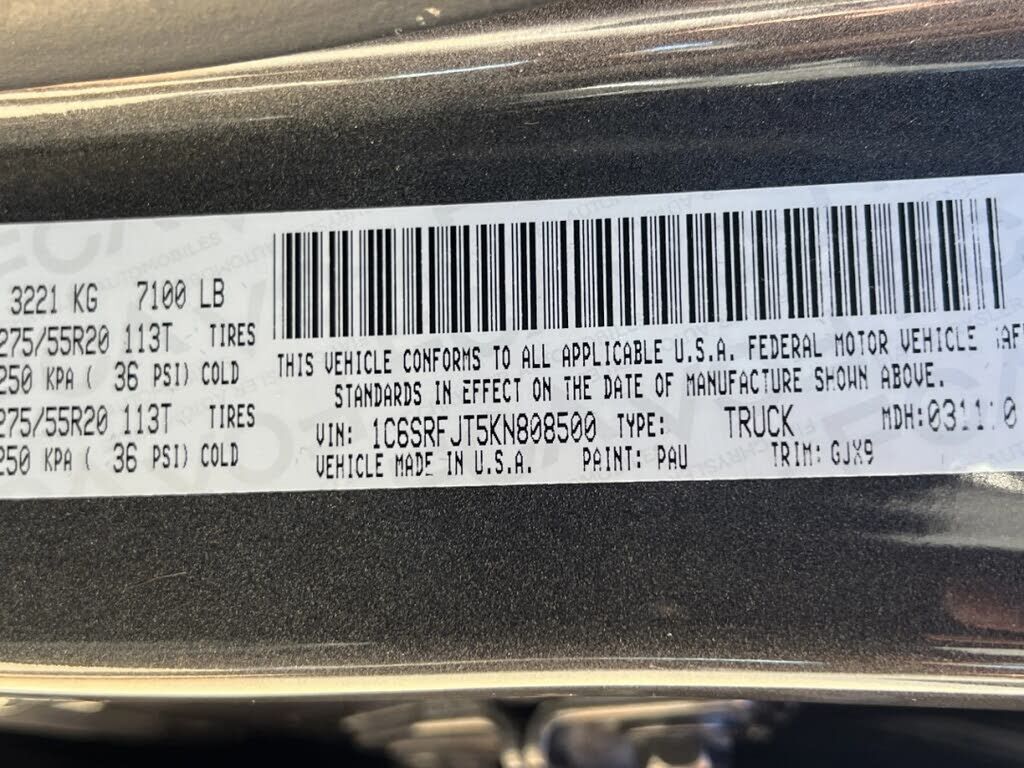 3221 KG 7100 LB
275/55R20 113T TIRES
250 KPA ( 36 PSI) COLD
275/55R20 113T TIRES
250 KPA ( 36 PSI) COLD
THIS VEHICLE CONFORMS TO ALL APPLICABLE U.S.A. FEDERAL MOTOR VEHICLE
STANDARDS IN EFFECT ON THE DATE OF MANUFACTURE SHOWN ABOVE.
VIN: 1C6SRFJT5KN808500 TYPE: TRUCK MDH:
VEHICLE MADE IN U.S.A. PAINT: PAU TRIM: GJX9